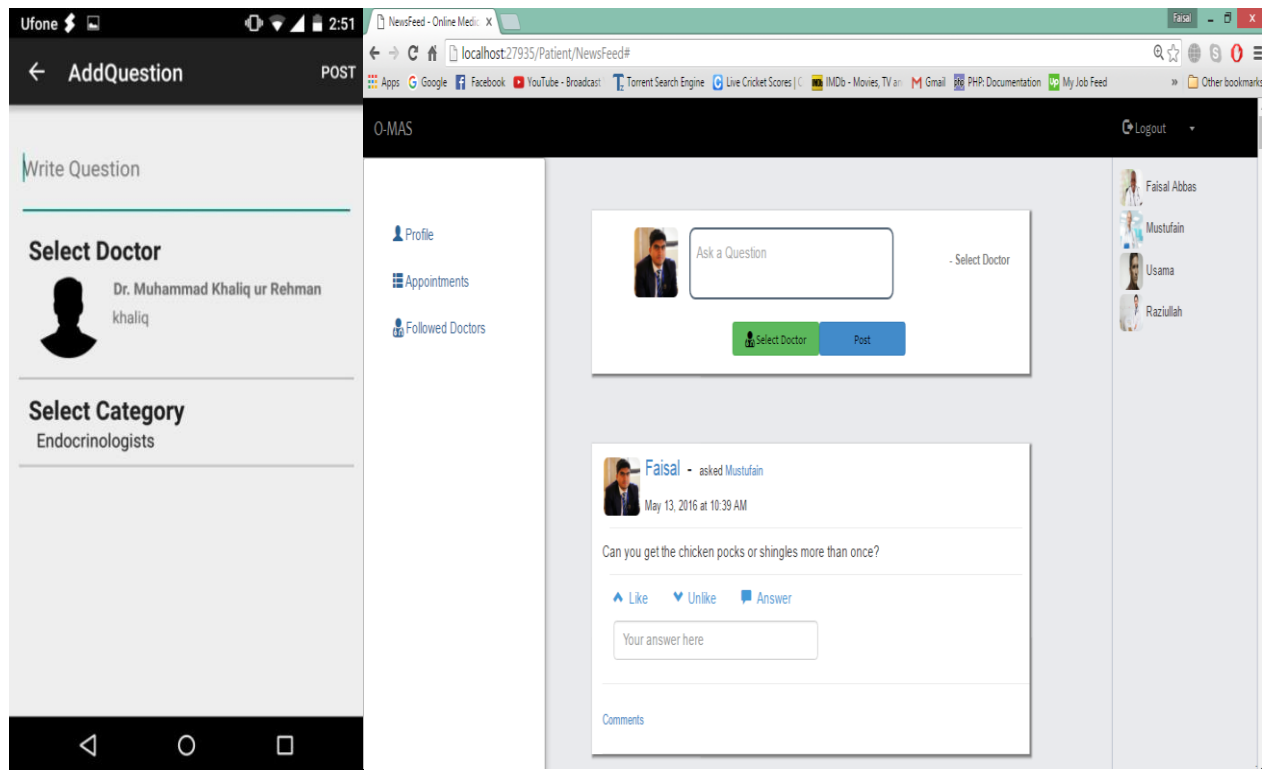 Ufone 2:51
AddQuestion POST
Write Question
Select Doctor
Dr. Muhammad Khaliq ur Rehman
khaliq
Select Category
Endocrinologists
NewsFeed - Online Medic X Faisal
localhost:27935/Patient/NewsFeed#
Apps Google Facebook YouTube - Broadcast Torrent Search Engine Live Cricket Scores | C IMDb - Movies, TV an Gmail PHP: Documentation My Job Feed » Other bookmarks
O-MAS Logout
Profile
Appointments
Followed Doctors
Ask a Question
- Select Doctor
Select Doctor Post
Faisal - asked Mustufain
May 13, 2016 at 10:39 AM
Can you get the chicken pocks or shingles more than once?
Like Unlike Answer
Your answer here
Comments
Faisal Abbas
Mustufain
Usama
Raziullah